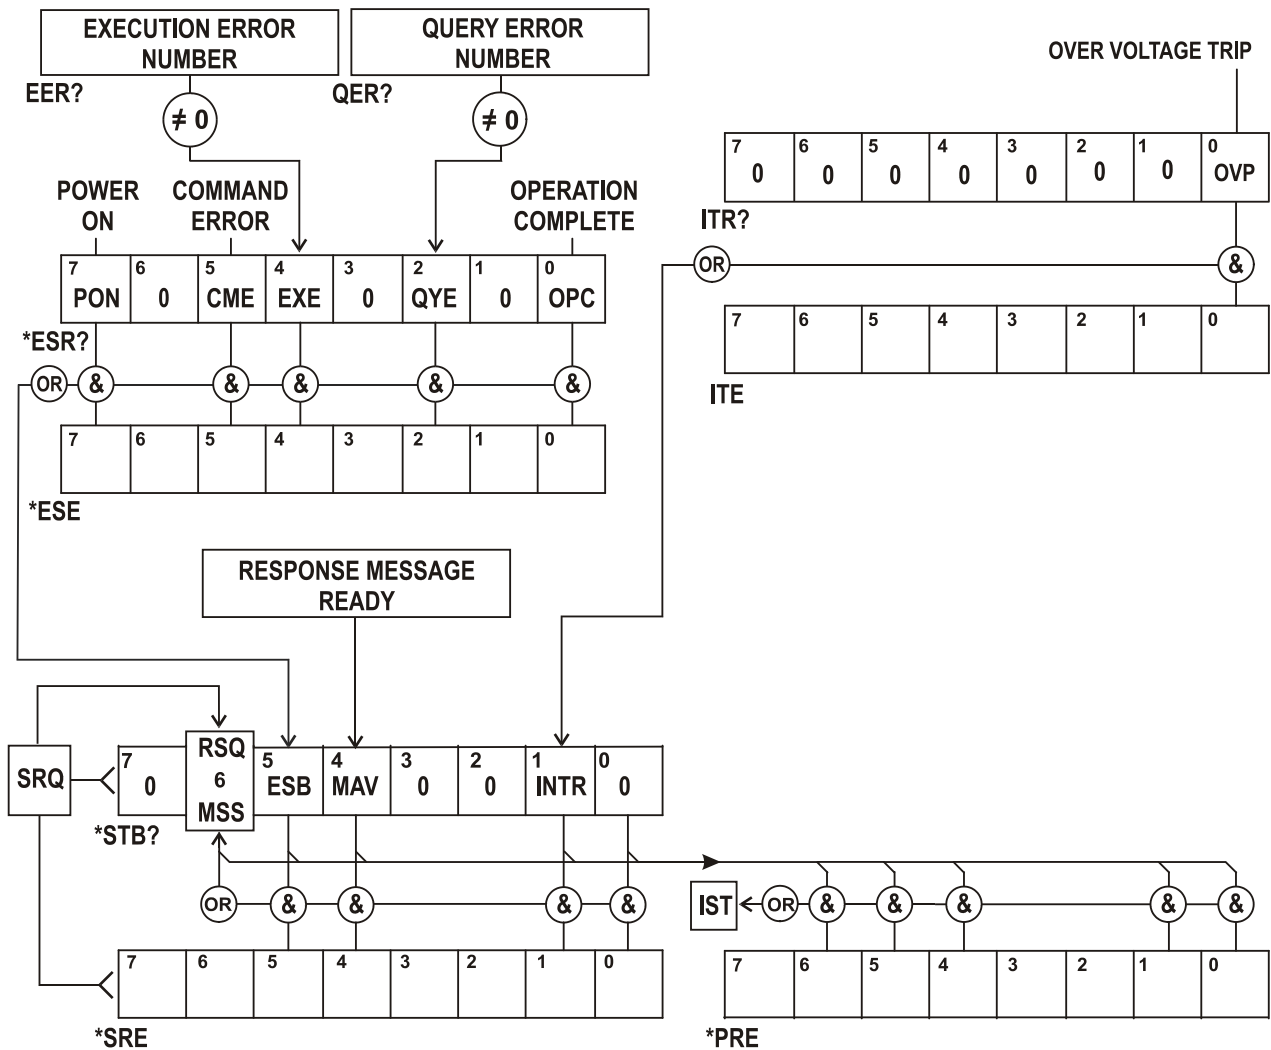 EXECUTION ERROR
NUMBER
QUERY ERROR
NUMBER
OVER VOLTAGE TRIP
EER?
QER?
≠ 0
≠ 0
7 6 5 4 3 2 1 0
0 0 0 0 0 0 0 OVP
POWER
ON
COMMAND
ERROR
OPERATION
COMPLETE
ITR?
OR &
7 6 5 4 3 2 1 0
PON 0 CME EXE 0 QYE 0 OPC
*ESR?
7 6 5 4 3 2 1 0
ITE
OR & & & & &
7 6 5 4 3 2 1 0
*ESE
RESPONSE MESSAGE
READY
SRQ
7 RSQ 5 4 3 2 1 0
0 6 ESB MAV 0 0 INTR 0
MSS
*STB?
OR & & & &
IST OR & & & & &
7 6 5 4 3 2 1 0
*SRE
7 6 5 4 3 2 1 0
*PRE